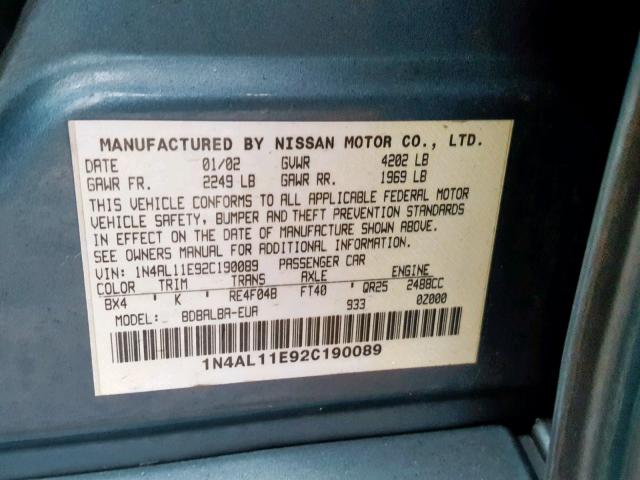 MANUFACTURED BY NISSAN MOTOR CO., LTD.
DATE 01/02 GVWR 4202 LB
GAWR FR. 2249 LB GAWR RR. 1969 LB
THIS VEHICLE CONFORMS TO ALL APPLICABLE FEDERAL MOTOR
VEHICLE SAFETY, BUMPER AND THEFT PREVENTION STANDARDS
IN EFFECT ON THE DATE OF MANUFACTURE SHOWN ABOVE.
SEE OWNERS MANUAL FOR ADDITIONAL INFORMATION.
VIN: 1N4AL11E92C190089 PASSENGER CAR
COLOR TRIM TRANS AXLE ENGINE
BX4 K RE4F04B FT40 QR25 2488CC
MODEL: BDBALBA-EUA 933 0Z000
1N4AL11E92C190089